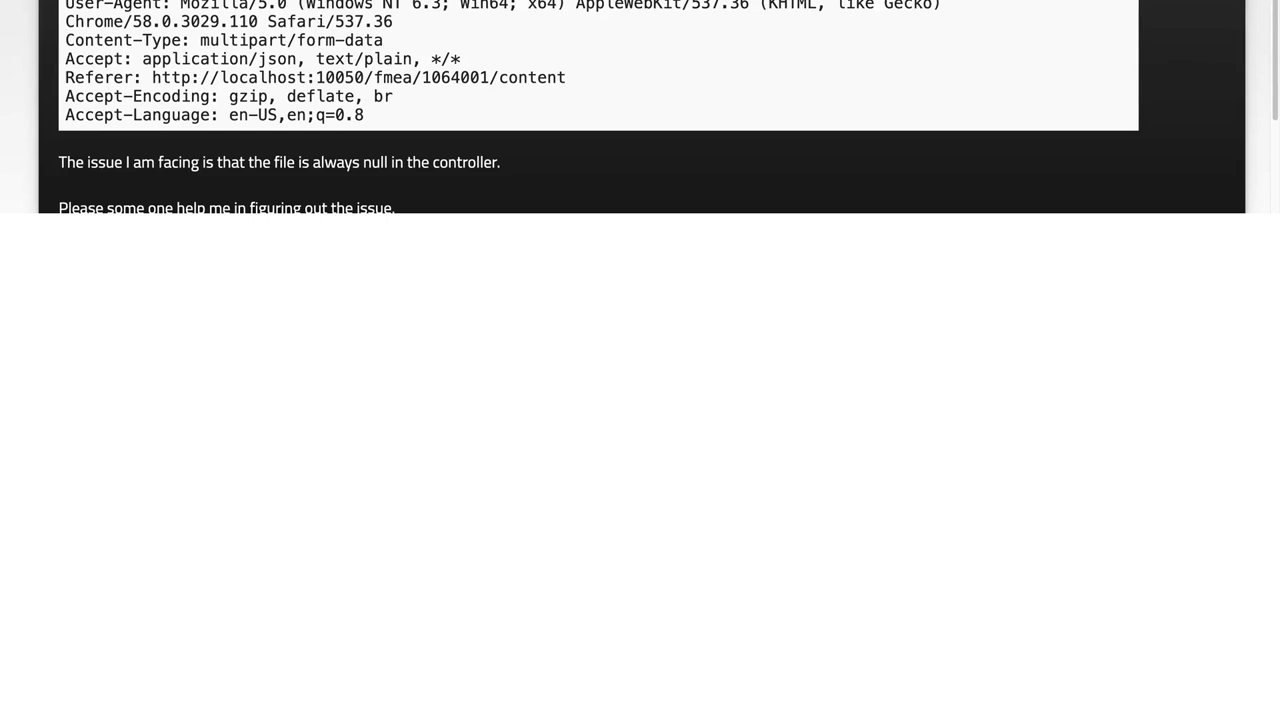 User-Agent: Mozilla/5.0 (Windows NT 6.3; Win64; x64) AppleWebKit/537.36 (KHTML, like Gecko)
Chrome/58.0.3029.110 Safari/537.36
Content-Type: multipart/form-data
Accept: application/json, text/plain, */*
Referer: http://localhost:10050/fmea/1064001/content
Accept-Encoding: gzip, deflate, br
Accept-Language: en-US,en;q=0.8
The issue I am facing is that the file is always null in the controller.
Please some one help me in figuring out the issue.